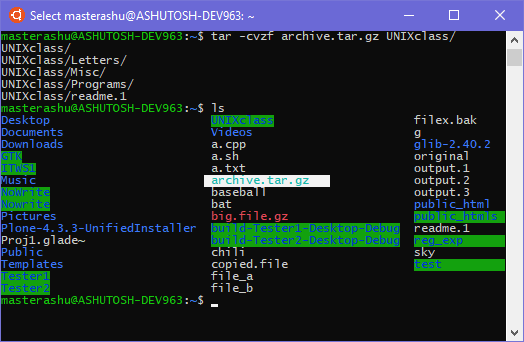 Select masterashu@ASHUTOSH-DEV963: ~
masterashu@ASHUTOSH-DEV963:~$ tar -cvzf archive.tar.gz UNIXclass/
UNIXclass/
UNIXclass/Letters/
UNIXclass/Misc/
UNIXclass/Programs/
UNIXclass/readme.1
masterashu@ASHUTOSH-DEV963:~$ ls
Desktop UNIXclass filex.bak
Documents Videos g
Downloads a.cpp glib-2.40.2
GTK a.sh original
ITWS1 a.txt output.1
Music archive.tar.gz output.2
NoWrite baseball output.3
Nowrite bat public_html
Pictures big.file.gz public_htmls
Plone-4.3.3-UnifiedInstaller build-Tester1-Desktop-Debug readme.1
Proj1.glade~ build-Tester2-Desktop-Debug reg_exp
Public chili sky
Templates copied.file test
Tester1 file_a
Tester2 file_b
masterashu@ASHUTOSH-DEV963:~$